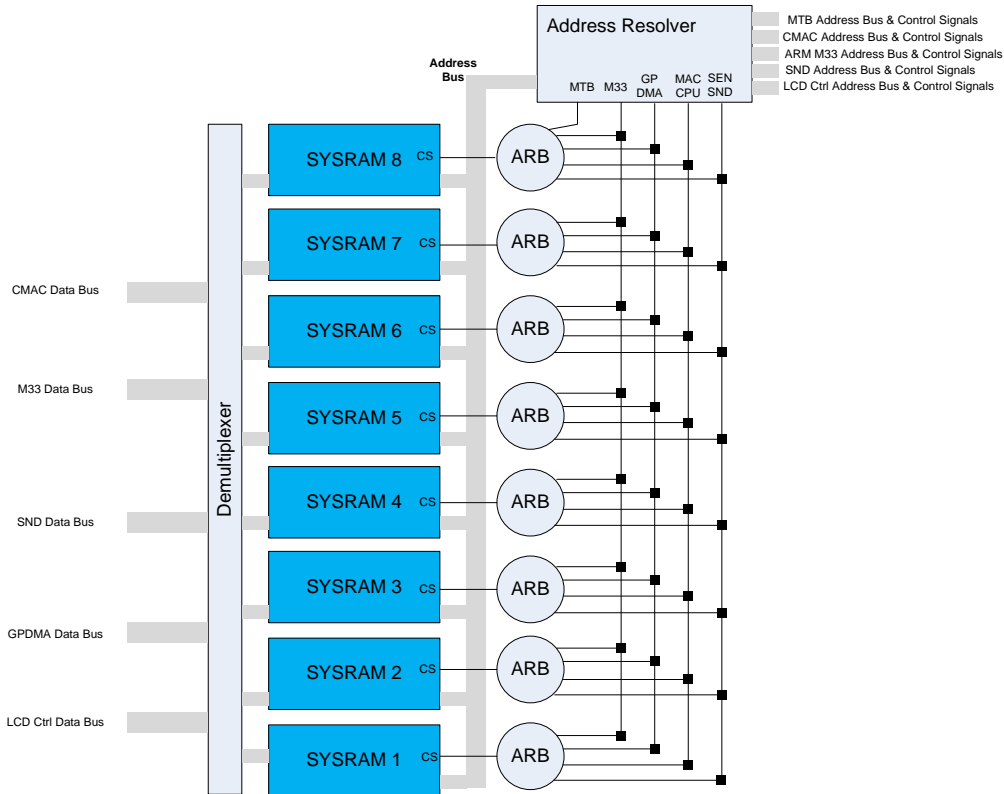 Address Resolver
MTB Address Bus & Control Signals
CMAC Address Bus & Control Signals
ARM M33 Address Bus & Control Signals
SND Address Bus & Control Signals
LCD Ctrl Address Bus & Control Signals
Address
Bus
MTB M33 GP DMA MAC CPU SEN SND
SYSRAM 8 CS ARB
SYSRAM 7 CS ARB
CMAC Data Bus
SYSRAM 6 CS ARB
M33 Data Bus
SYSRAM 5 CS ARB
Demultiplexer
SYSRAM 4 CS ARB
SND Data Bus
SYSRAM 3 CS ARB
GPDMA Data Bus
SYSRAM 2 CS ARB
LCD Ctrl Data Bus
SYSRAM 1 CS ARB